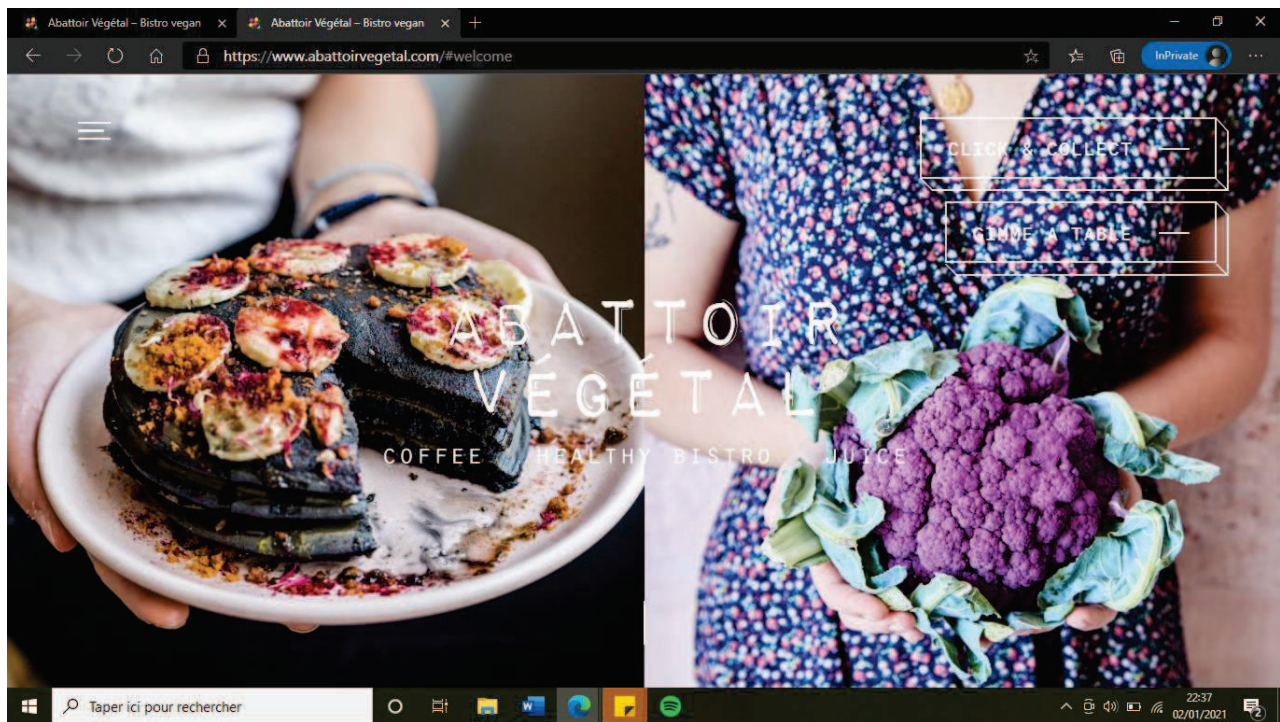 Abattoir Végétal – Bistro vegan
Abattoir Végétal – Bistro vegan
https://www.abattoirvegetal.com/#welcome
InPrivate
CLICK & COLLECT
GIMME A TABLE
ABATTOIR
VÉGÉTAL
COFFEE HEALTHY BISTRO JUICE
Taper ici pour rechercher
22:37
02/01/2021
2